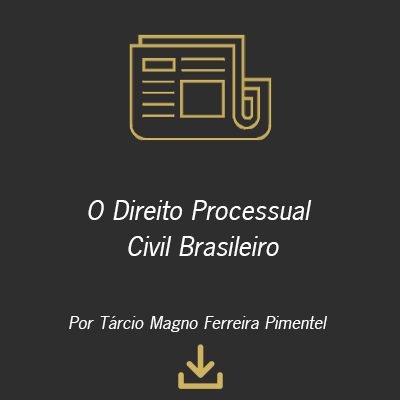 O Direito Processual
Civil Brasileiro
Por Tárcio Magno Ferreira Pimentel